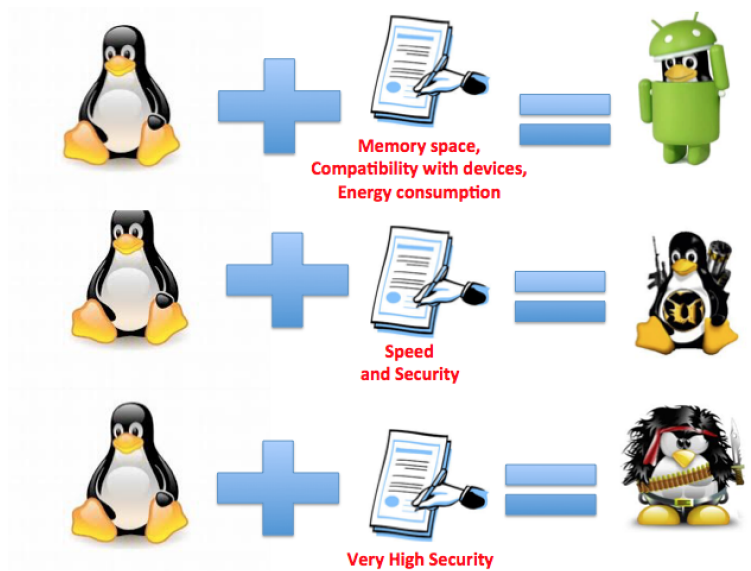 Memory space,
Compatibility with devices,
Energy consumption
Speed
and Security
Very High Security